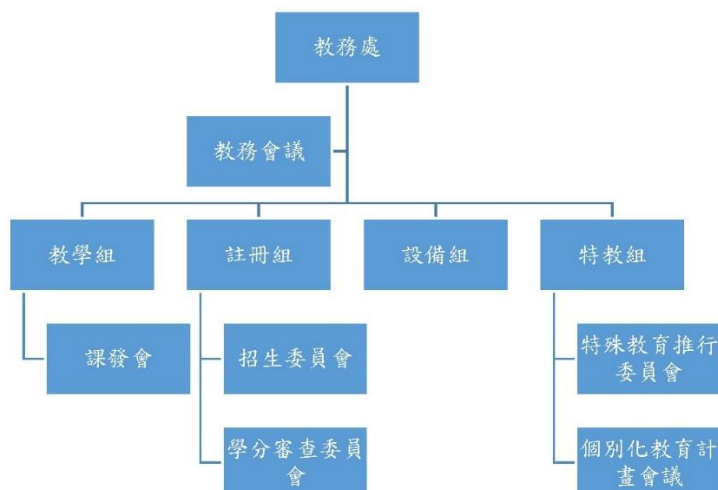 教務處
教務會議
教學組
註冊組
設備組
特教組
課發會
招生委員會
特殊教育推行
委員會
學分審查委員
會
個別化教育計
畫會議